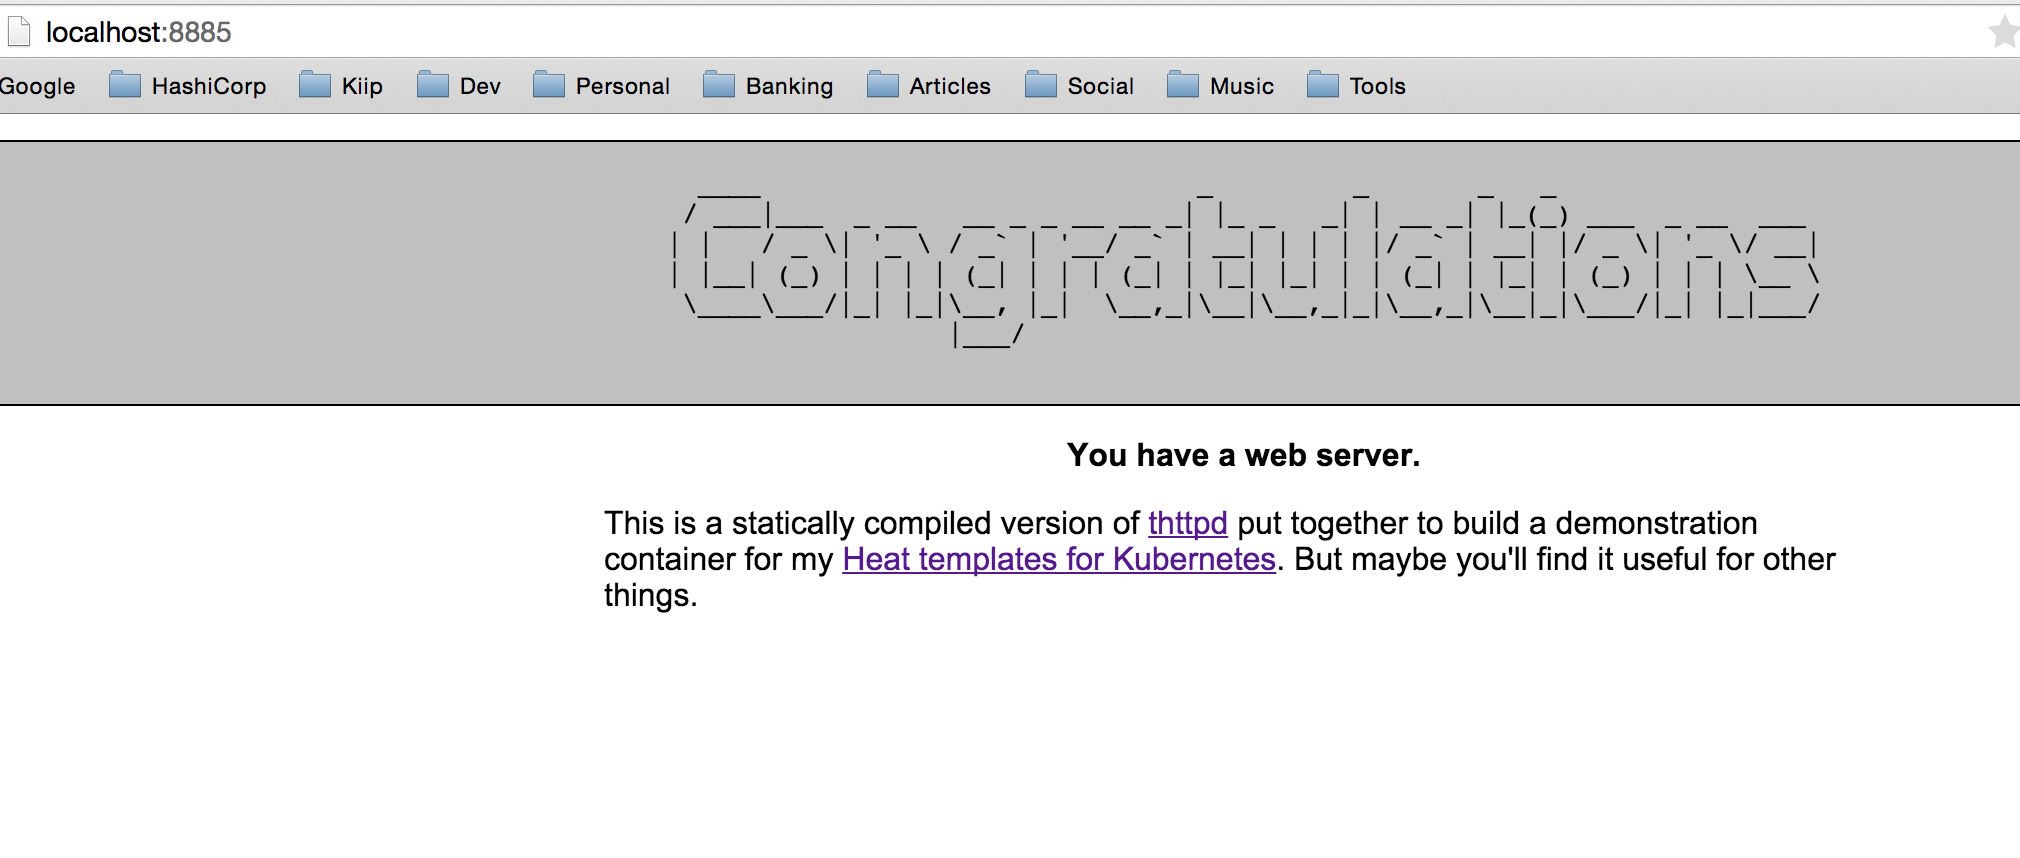 localhost:8885
Google HashiCorp Kiip Dev Personal Banking Articles Social Music Tools
Congratulations
You have a web server.
This is a statically compiled version of thttpd put together to build a demonstration
container for my Heat templates for Kubernetes. But maybe you'll find it useful for other
things.